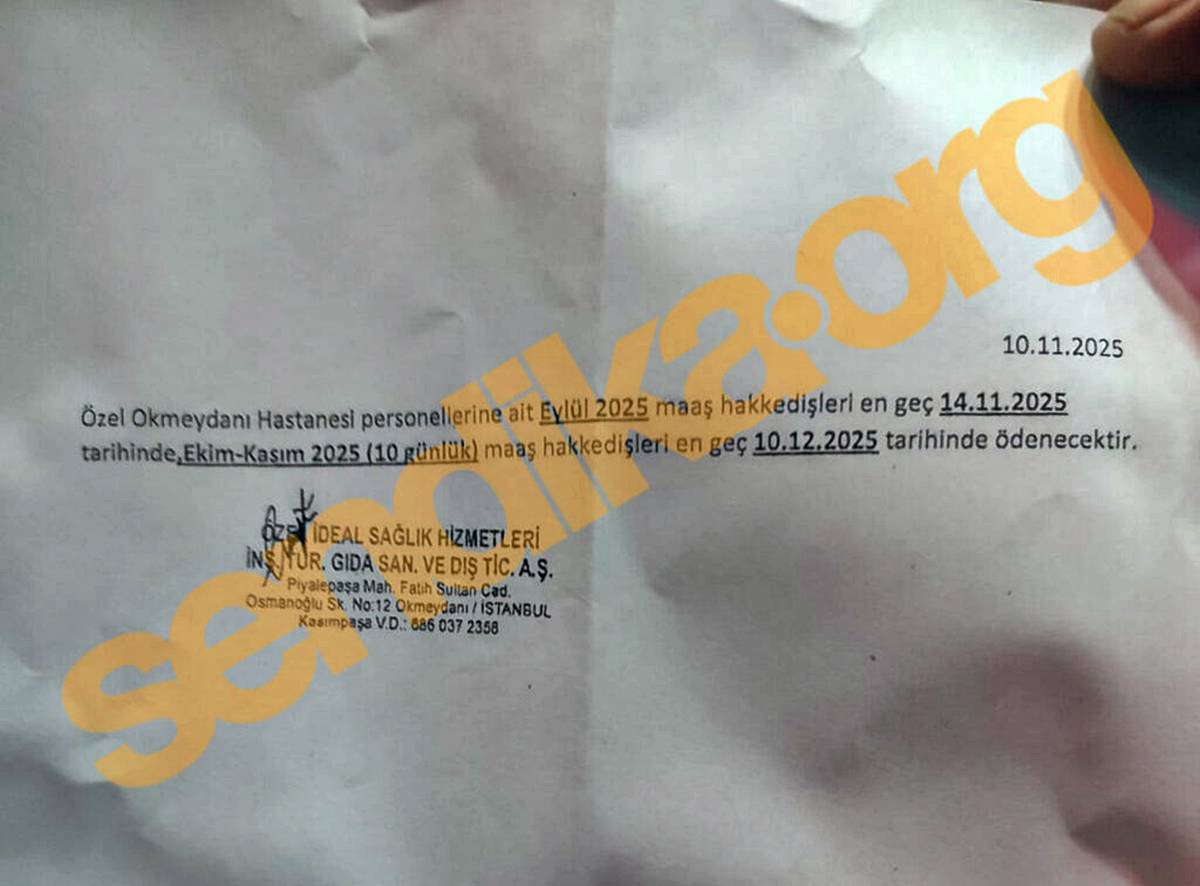 10.11.2025
Özel Okmeydanı Hastanesi personellerine ait Eylül 2025 maaş hakkedişleri en geç 14.11.2025
tarihinde,Ekim-Kasım 2025 (10 günlük) maaş hakkedişleri en geç 10.12.2025 tarihinde ödenecektir.
ÖZEL İDEAL SAĞLIK HİZMETLERİ
İNŞ. TUR. GIDA SAN. VE DIŞ TİC. A.Ş.
Piyalepaşa Mah. Fatih Sultan Cad.
Osmanoğlu Sk. No:12 Okmeydanı / İSTANBUL
Kasımpaşa V.D.: 686 037 2358
sendika.org